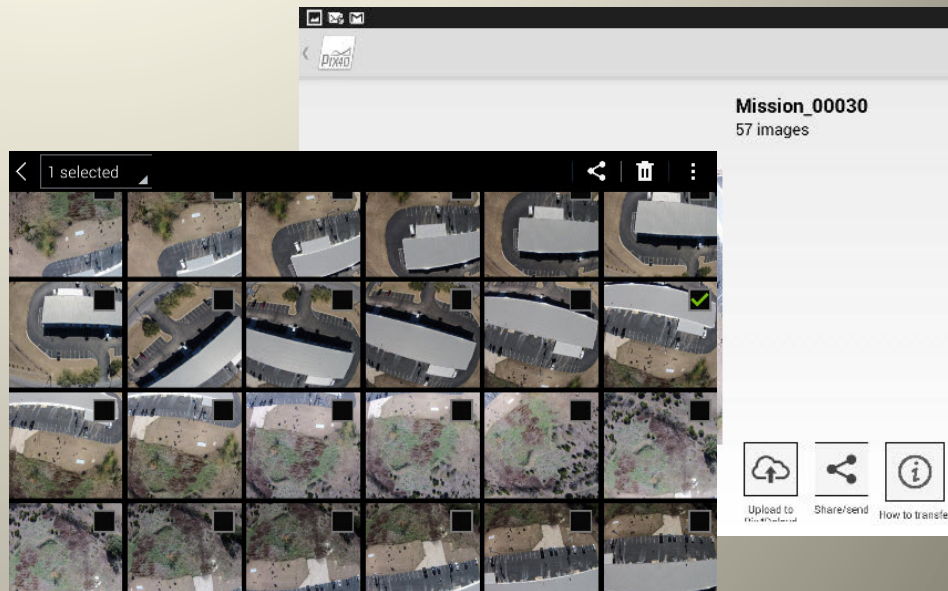 Pix4D
Mission_00030
57 images
1 selected
Upload to
Share/send
How to transfe